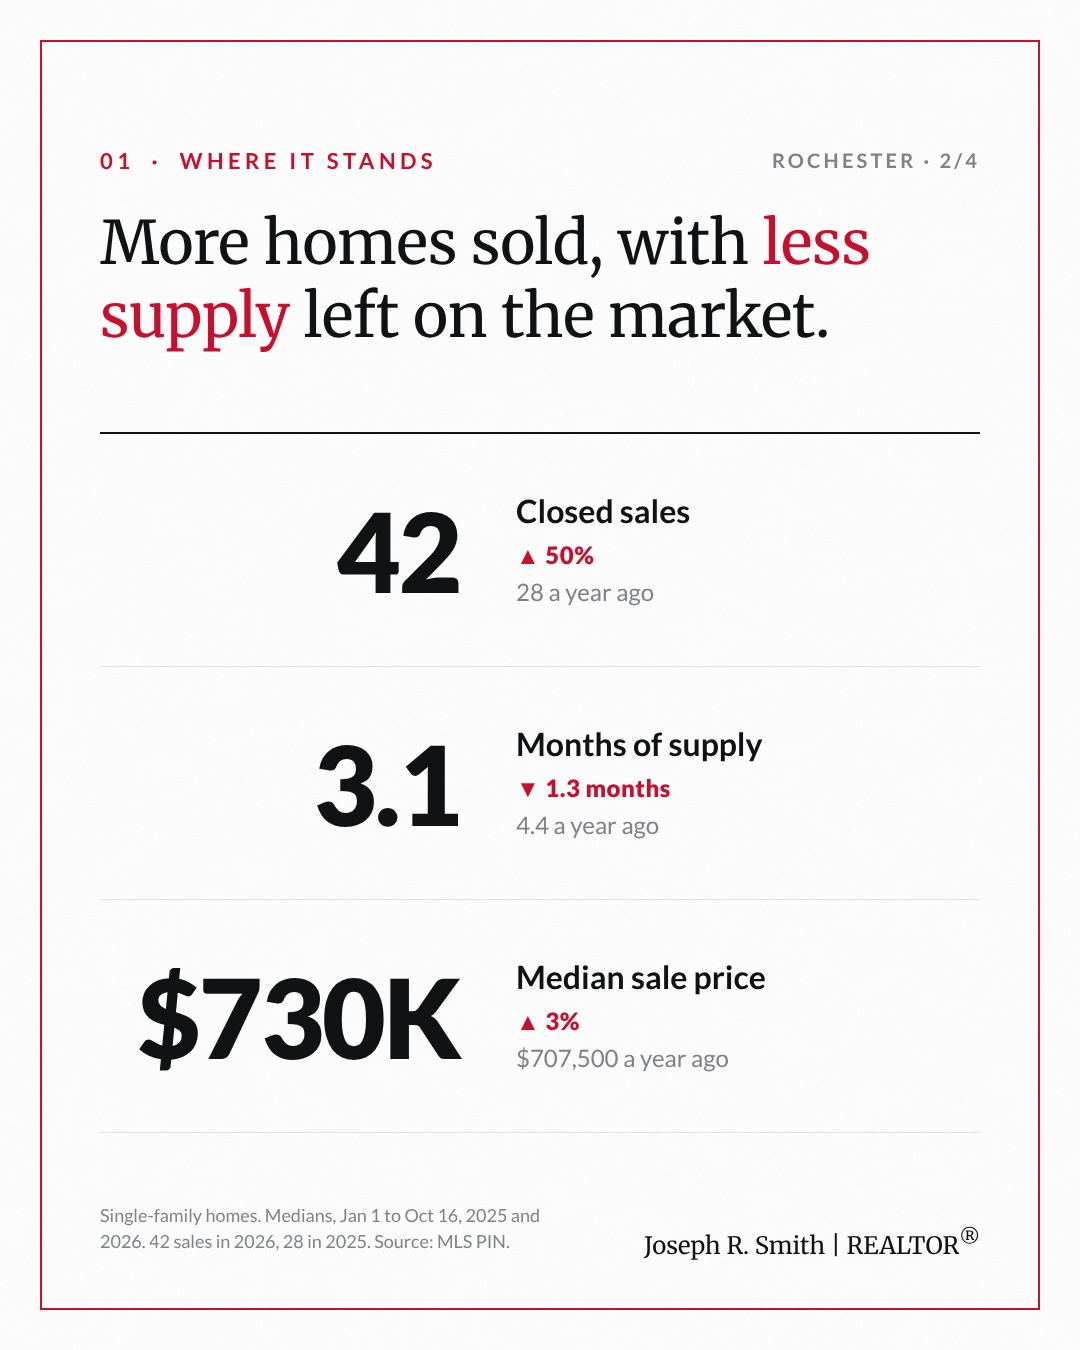 01 · WHERE IT STANDS
ROCHESTER · 2/4
More homes sold, with less
supply left on the market.
42
Closed sales
▲ 50%
28 a year ago
3.1
Months of supply
▼ 1.3 months
4.4 a year ago
$730K
Median sale price
▲ 3%
$707,500 a year ago
Single-family homes. Medians, Jan 1 to Oct 16, 2025 and
2026. 42 sales in 2026, 28 in 2025. Source: MLS PIN.
Joseph R. Smith | REALTOR®